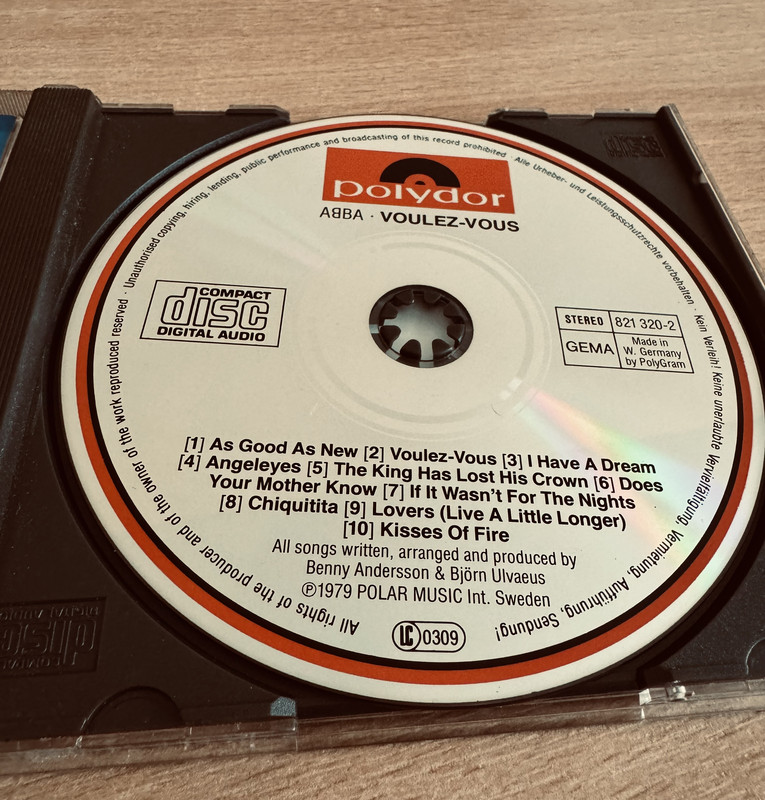 Unauthorised copying, hiring, lending, public performance and broadcasting of this record prohibited · Alle Urheber- und Leistungsschutzrechte vorbehalten · Kein Verleih! Keine unerlaubte Vervielfältigung, Vermietung, Aufführung, Sendung!
polydor
AᗺBA · VOULEZ-VOUS
COMPACT
disc
DIGITAL AUDIO
STEREO 821 320-2
GEMA Made in
W. Germany
by PolyGram
[1] As Good As New [2] Voulez-Vous [3] I Have A Dream
[4] Angeleyes [5] The King Has Lost His Crown [6] Does
Your Mother Know [7] If It Wasn't For The Nights
[8] Chiquitita [9] Lovers (Live A Little Longer)
[10] Kisses Of Fire
All songs written, arranged and produced by
Benny Andersson & Björn Ulvaeus
℗1979 POLAR MUSIC Int. Sweden
LC 0309
All rights of the producer and of the owner of the work reproduced reserved ·
COMPACT
disc
DIGITAL AUDIO
disc